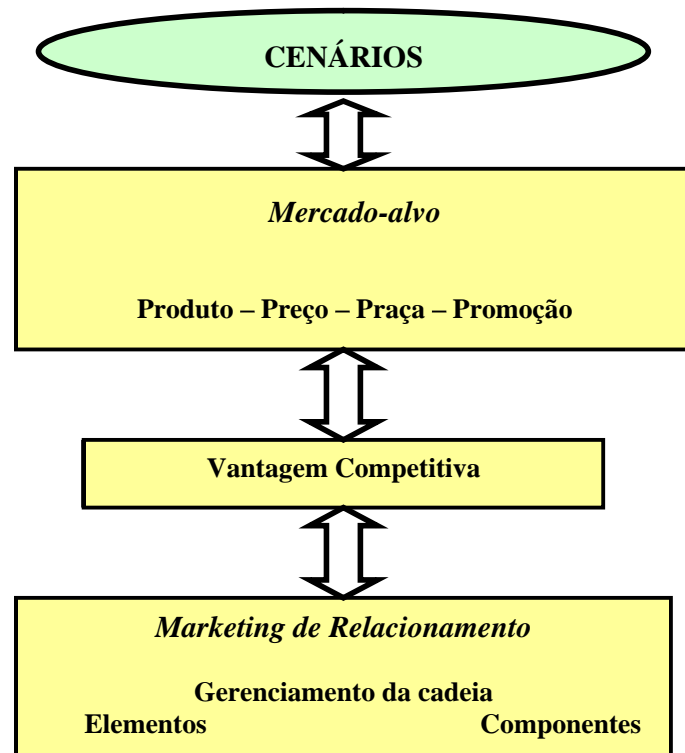 CENÁRIOS
Mercado-alvo
Produto – Preço – Praça – Promoção
Vantagem Competitiva
Marketing de Relacionamento
Gerenciamento da cadeia
Elementos Componentes